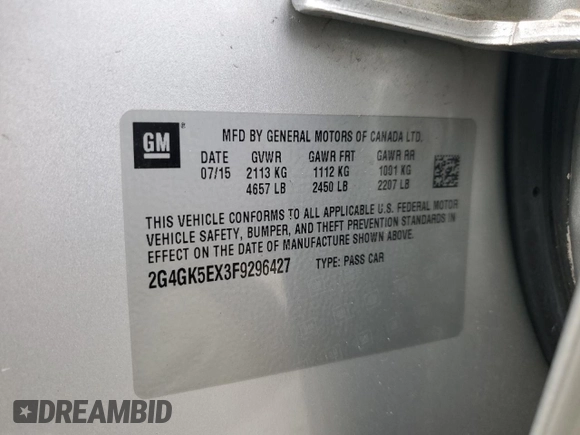 GM ®
MFD BY GENERAL MOTORS OF CANADA LTD.
DATE GVWR GAWR FRT GAWR RR
07/15 2113 KG 1112 KG 1001 KG
4657 LB 2450 LB 2207 LB
THIS VEHICLE CONFORMS TO ALL APPLICABLE U.S. FEDERAL MOTOR
VEHICLE SAFETY, BUMPER, AND THEFT PREVENTION STANDARDS IN
EFFECT ON THE DATE OF MANUFACTURE SHOWN ABOVE.
2G4GK5EX3F9296427 TYPE: PASS CAR
DREAMBID